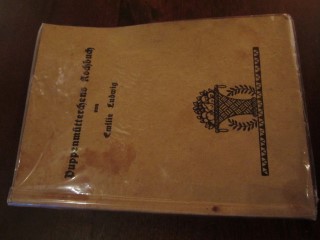 Puppenmütterchens Kochbuch
von
Emilie Ludwig